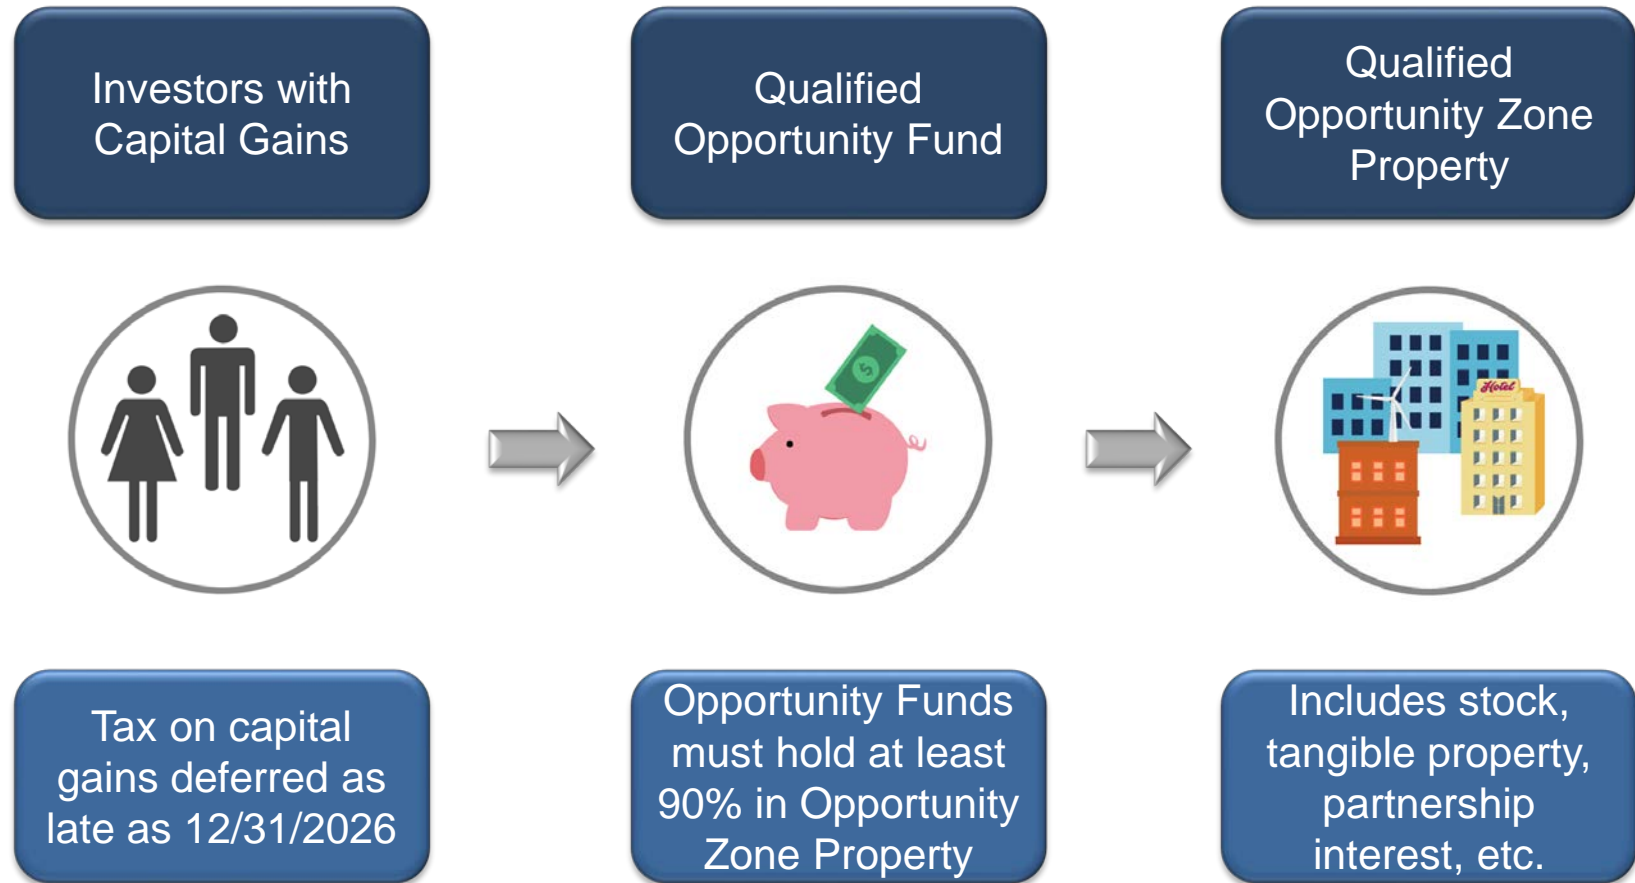 Investors with
Capital Gains
Qualified
Opportunity Fund
Qualified
Opportunity Zone
Property
$
Hotel
Tax on capital
gains deferred as
late as 12/31/2026
Opportunity Funds
must hold at least
90% in Opportunity
Zone Property
Includes stock,
tangible property,
partnership
interest, etc.